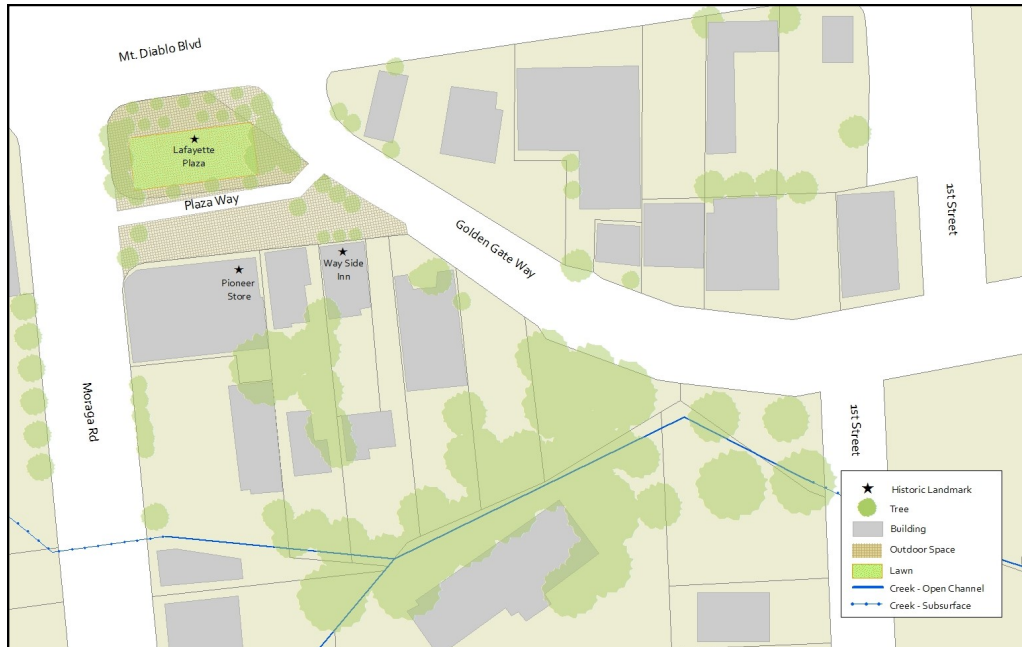 Mt. Diablo Blvd
Lafayette
Plaza
Plaza Way
Golden Gate Way
1st Street
Way Side
Inn
Pioneer
Store
Moraga Rd
1st Street
Historic Landmark
Tree
Building
Outdoor Space
Lawn
Creek - Open Channel
Creek - Subsurface